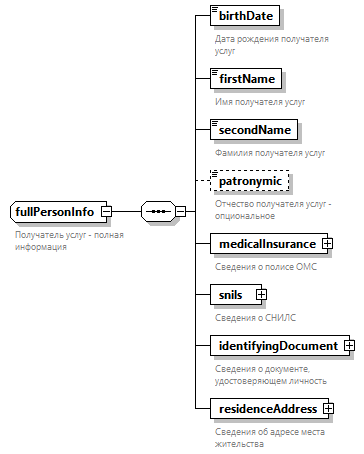 birthDate
Дата рождения получателя
услуг
firstName
Имя получателя услуг
secondName
Фамилия получателя услуг
patronymic
Отчество получателя услуг -
опциональное
fullPersonInfo
Получатель услуг - полная
информация
medicalInsurance
Сведения о полисе ОМС
snils
Сведения о СНИЛС
identifyingDocument
Сведения о документе,
удостоверяющем личность
residenceAddress
Сведения об адресе места
жительства